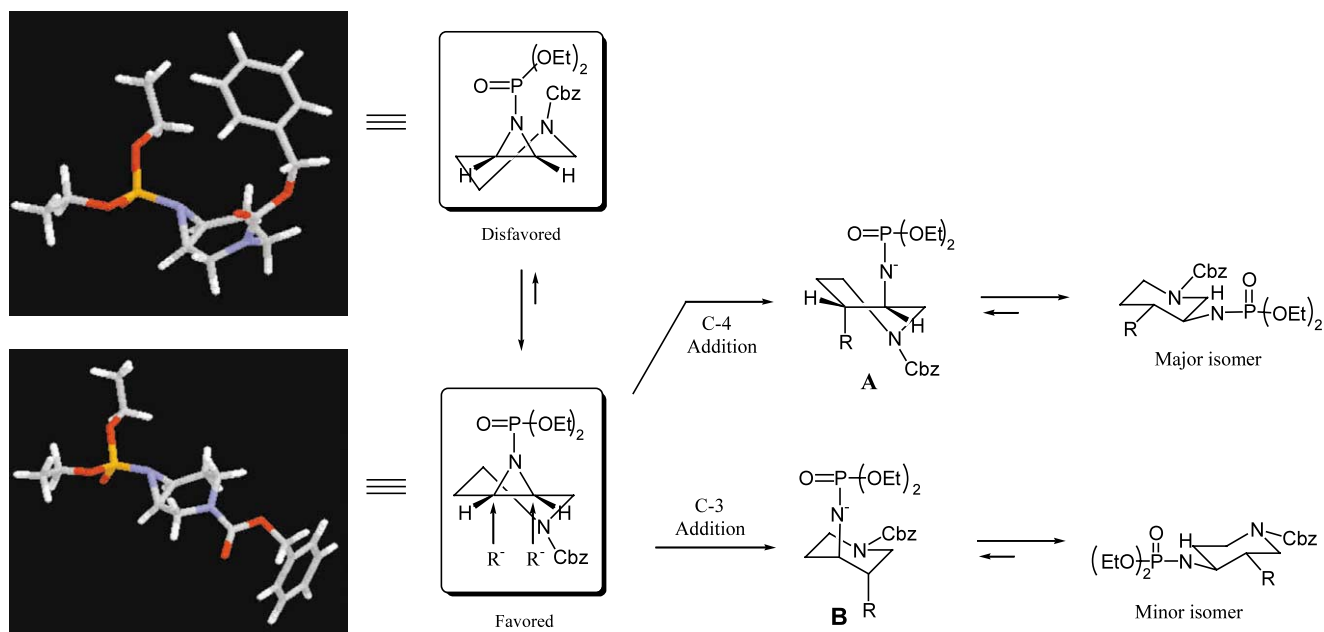 O=P(OEt)2
Cbz
N
N
H
H
Disfavored
O=P(OEt)2
N
H
H
N
Cbz
R-
R-
Favored
C-4
Addition
C-3
Addition
O=P(OEt)2
N-
H
H
R
N
Cbz
A
Cbz
N
H
O
N-P(OEt)2
R
Major isomer
O=P(OEt)2
N-
N
Cbz
R
B
O
(EtO)2P-N
H
N
Cbz
R
Minor isomer